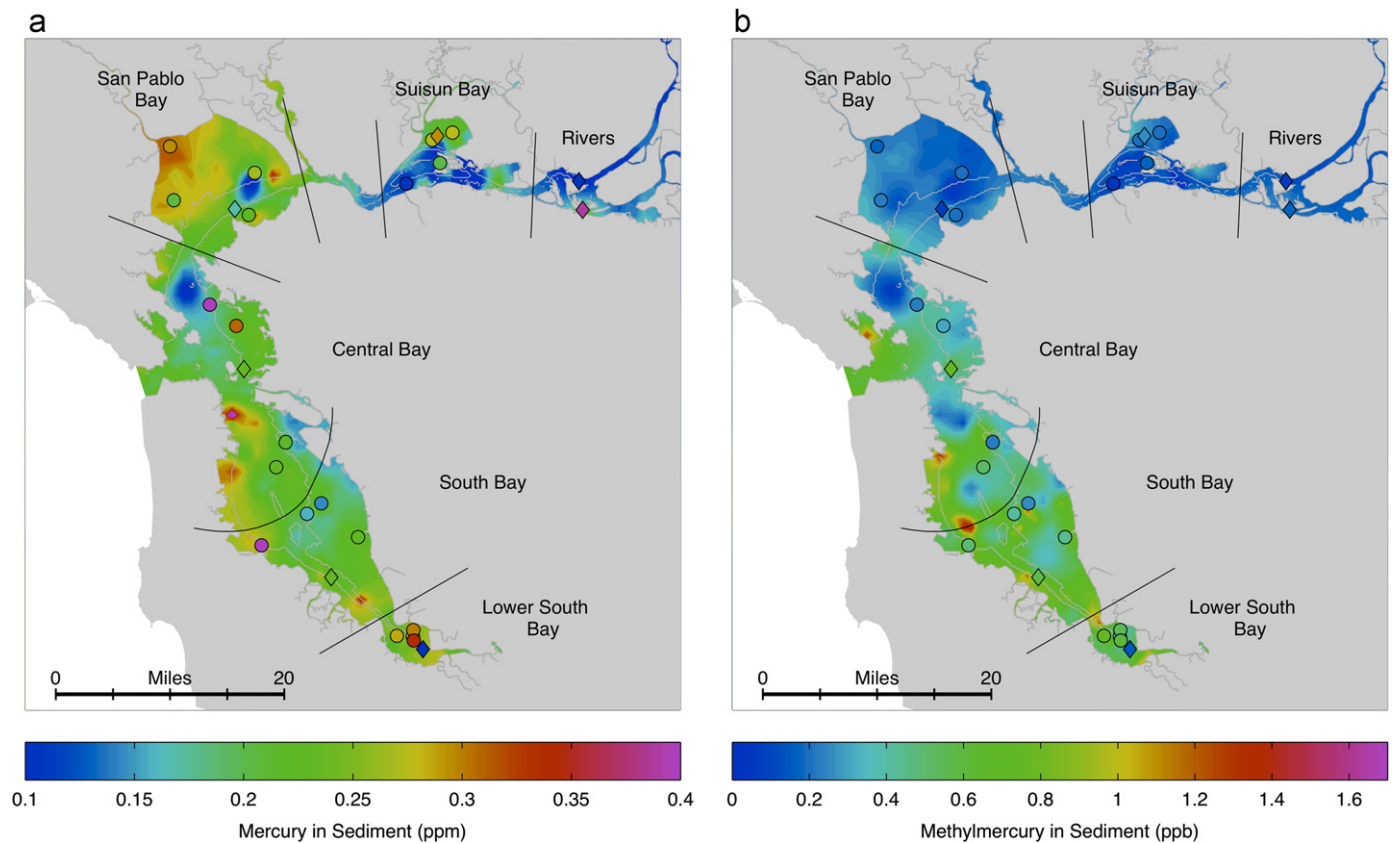 a
San Pablo
Bay
Suisun Bay
Rivers
Central Bay
South Bay
Lower South
Bay
0 Miles 20
0.1 0.15 0.2 0.25 0.3 0.35 0.4
Mercury in Sediment (ppm)
b
San Pablo
Bay
Suisun Bay
Rivers
Central Bay
South Bay
Lower South
Bay
0 Miles 20
0 0.2 0.4 0.6 0.8 1 1.2 1.4 1.6
Methylmercury in Sediment (ppb)